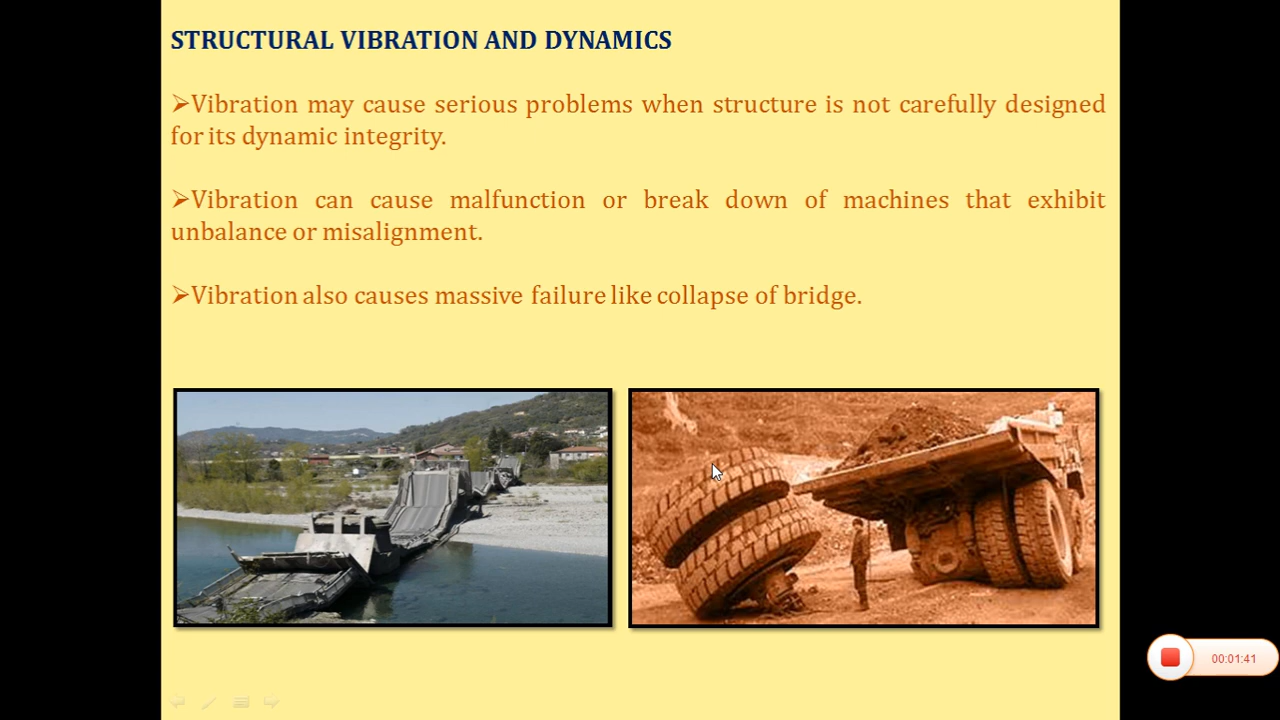 STRUCTURAL VIBRATION AND DYNAMICS
➢Vibration may cause serious problems when structure is not carefully designed
for its dynamic integrity.
➢Vibration can cause malfunction or break down of machines that exhibit
unbalance or misalignment.
➢Vibration also causes massive failure like collapse of bridge.
00:01:41